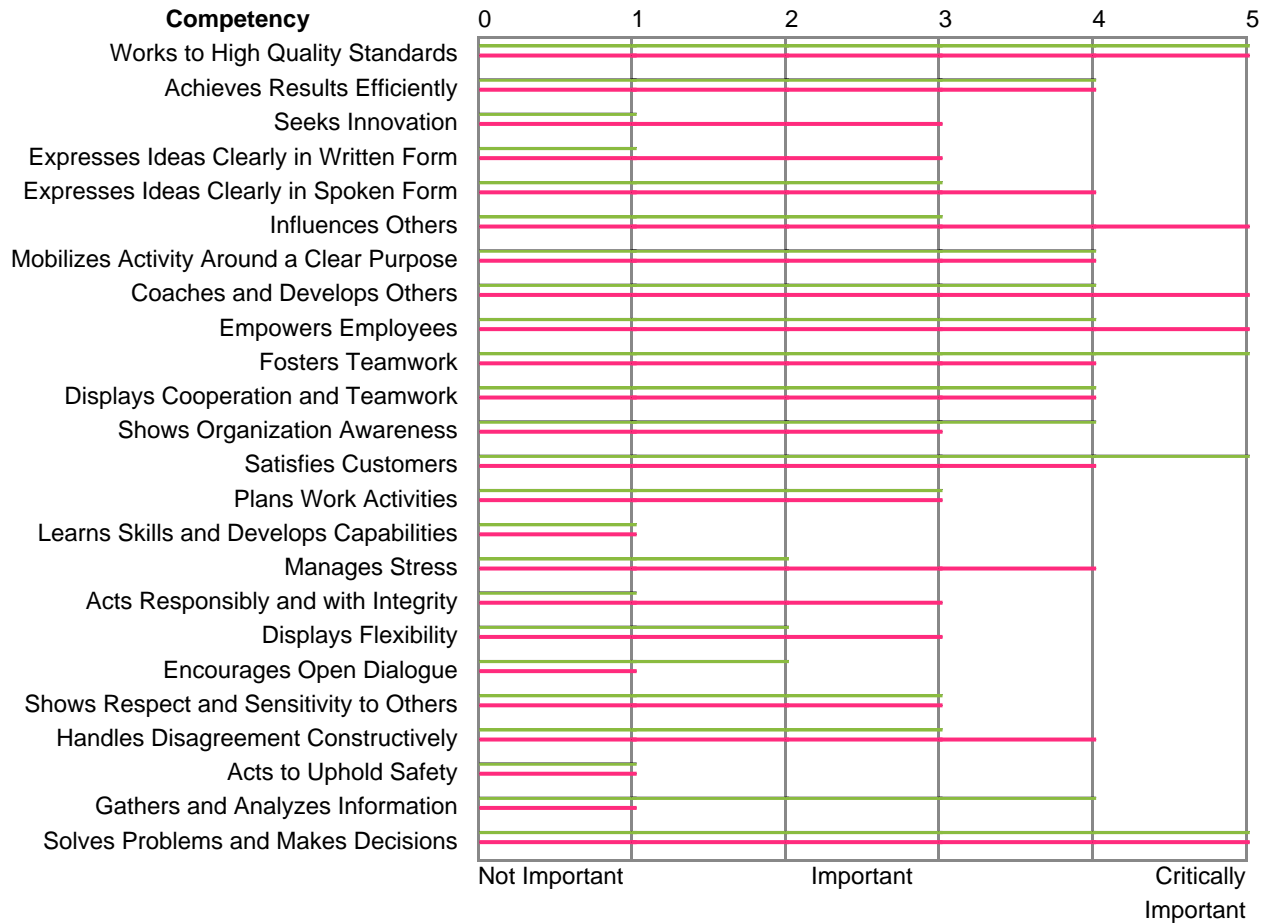 Competency 0 1 2 3 4 5
Works to High Quality Standards
Achieves Results Efficiently
Seeks Innovation
Expresses Ideas Clearly in Written Form
Expresses Ideas Clearly in Spoken Form
Influences Others
Mobilizes Activity Around a Clear Purpose
Coaches and Develops Others
Empowers Employees
Fosters Teamwork
Displays Cooperation and Teamwork
Shows Organization Awareness
Satisfies Customers
Plans Work Activities
Learns Skills and Develops Capabilities
Manages Stress
Acts Responsibly and with Integrity
Displays Flexibility
Encourages Open Dialogue
Shows Respect and Sensitivity to Others
Handles Disagreement Constructively
Acts to Uphold Safety
Gathers and Analyzes Information
Solves Problems and Makes Decisions
Not Important Important Critically
Important